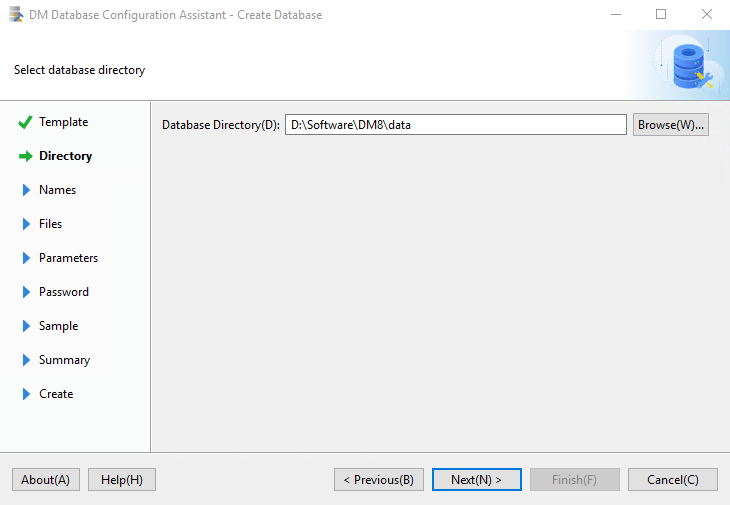 DM Database Configuration Assistant - Create Database
Select database directory
Template
Directory
Names
Files
Parameters
Password
Sample
Summary
Create
Database Directory(D): D:\Software\DM8\data Browse(W)...
About(A) Help(H) < Previous(B) Next(N) > Finish(F) Cancel(C)